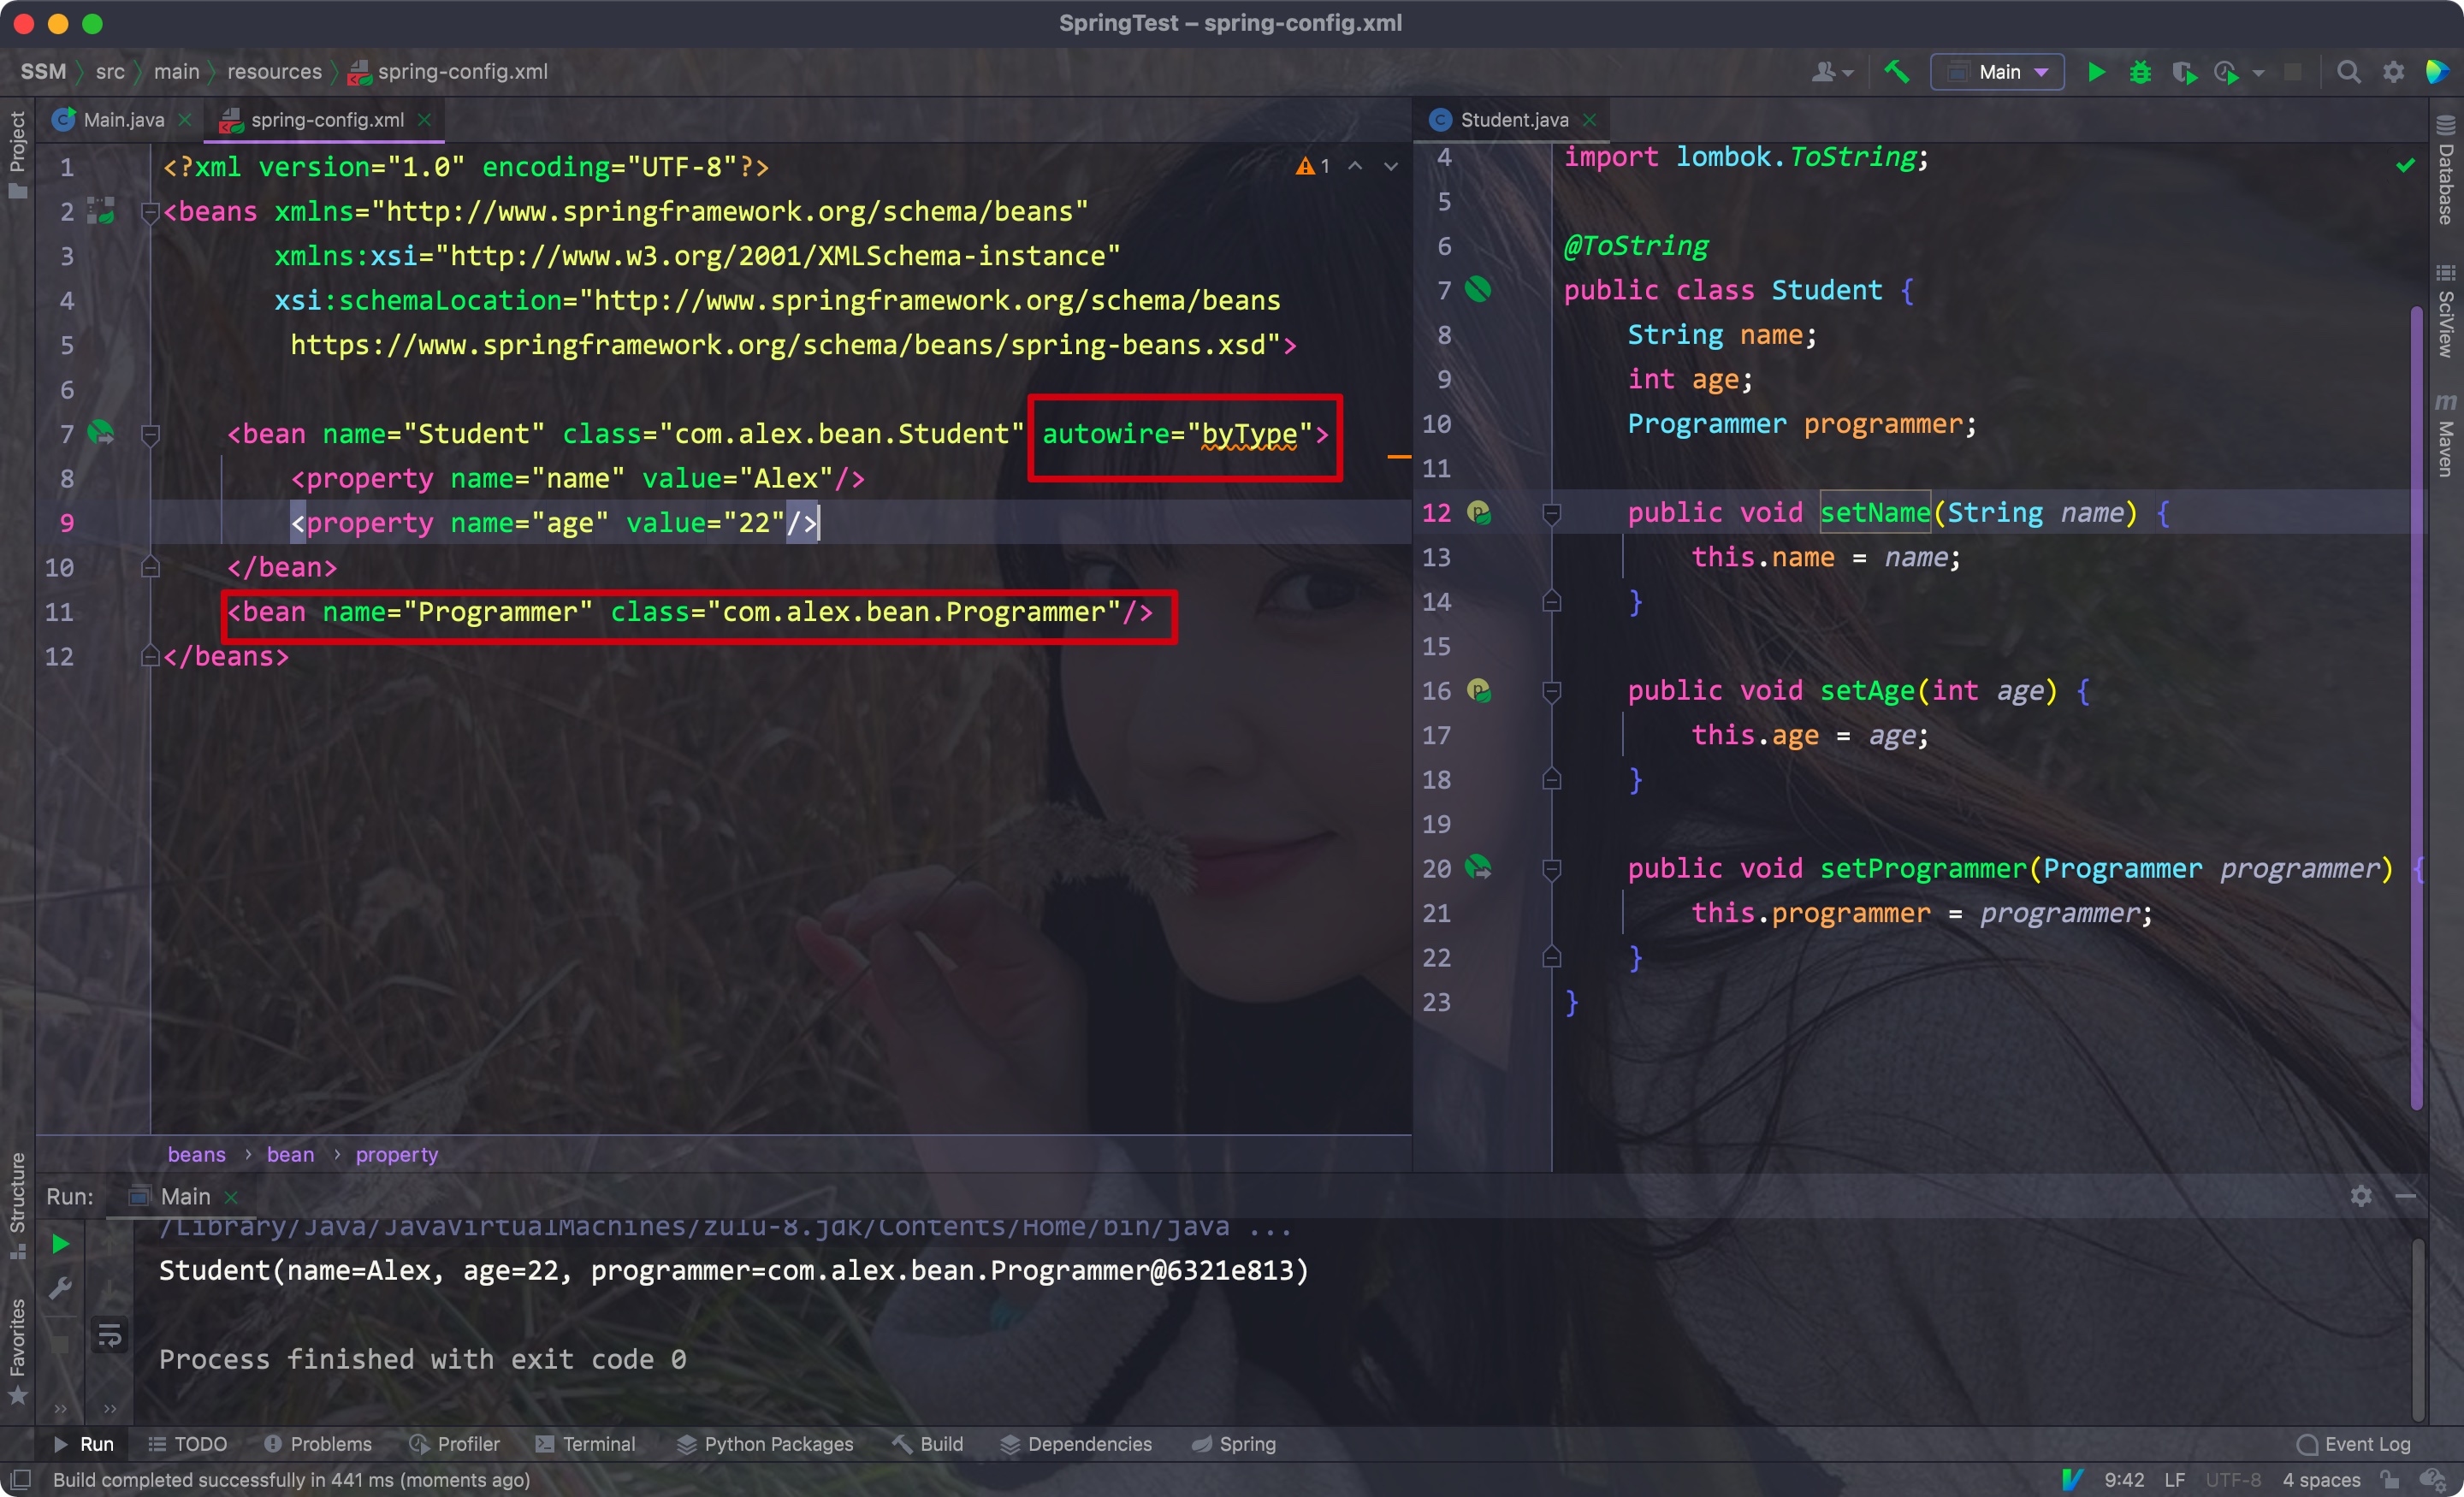 SpringTest – spring-config.xml
SSM src main resources spring-config.xml
Main
Project
Main.java
spring-config.xml
1 <?xml version="1.0" encoding="UTF-8"?>
2 <beans xmlns="http://www.springframework.org/schema/beans"
3 xmlns:xsi="http://www.w3.org/2001/XMLSchema-instance"
4 xsi:schemaLocation="http://www.springframework.org/schema/beans
5 https://www.springframework.org/schema/beans/spring-beans.xsd">
6
7 <bean name="Student" class="com.alex.bean.Student" autowire="byType">
8 <property name="name" value="Alex"/>
9 <property name="age" value="22"/>
10 </bean>
11 <bean name="Programmer" class="com.alex.bean.Programmer"/>
12 </beans>
1
beans › bean › property
Student.java
4 import lombok.ToString;
5
6 @ToString
7 public class Student {
8 String name;
9 int age;
10 Programmer programmer;
11
12 public void setName(String name) {
13 this.name = name;
14 }
15
16 public void setAge(int age) {
17 this.age = age;
18 }
19
20 public void setProgrammer(Programmer programmer) {
21 this.programmer = programmer;
22 }
23 }
Database
SciView
Maven
Structure
Favorites
Run: Main
/Library/Java/JavaVirtualMachines/zulu-8.jdk/Contents/Home/bin/java ...
Student(name=Alex, age=22, programmer=com.alex.bean.Programmer@6321e813)
Process finished with exit code 0
Run TODO Problems Profiler Terminal Python Packages Build Dependencies Spring Event Log
Build completed successfully in 441 ms (moments ago) 9:42 LF UTF-8 4 spaces